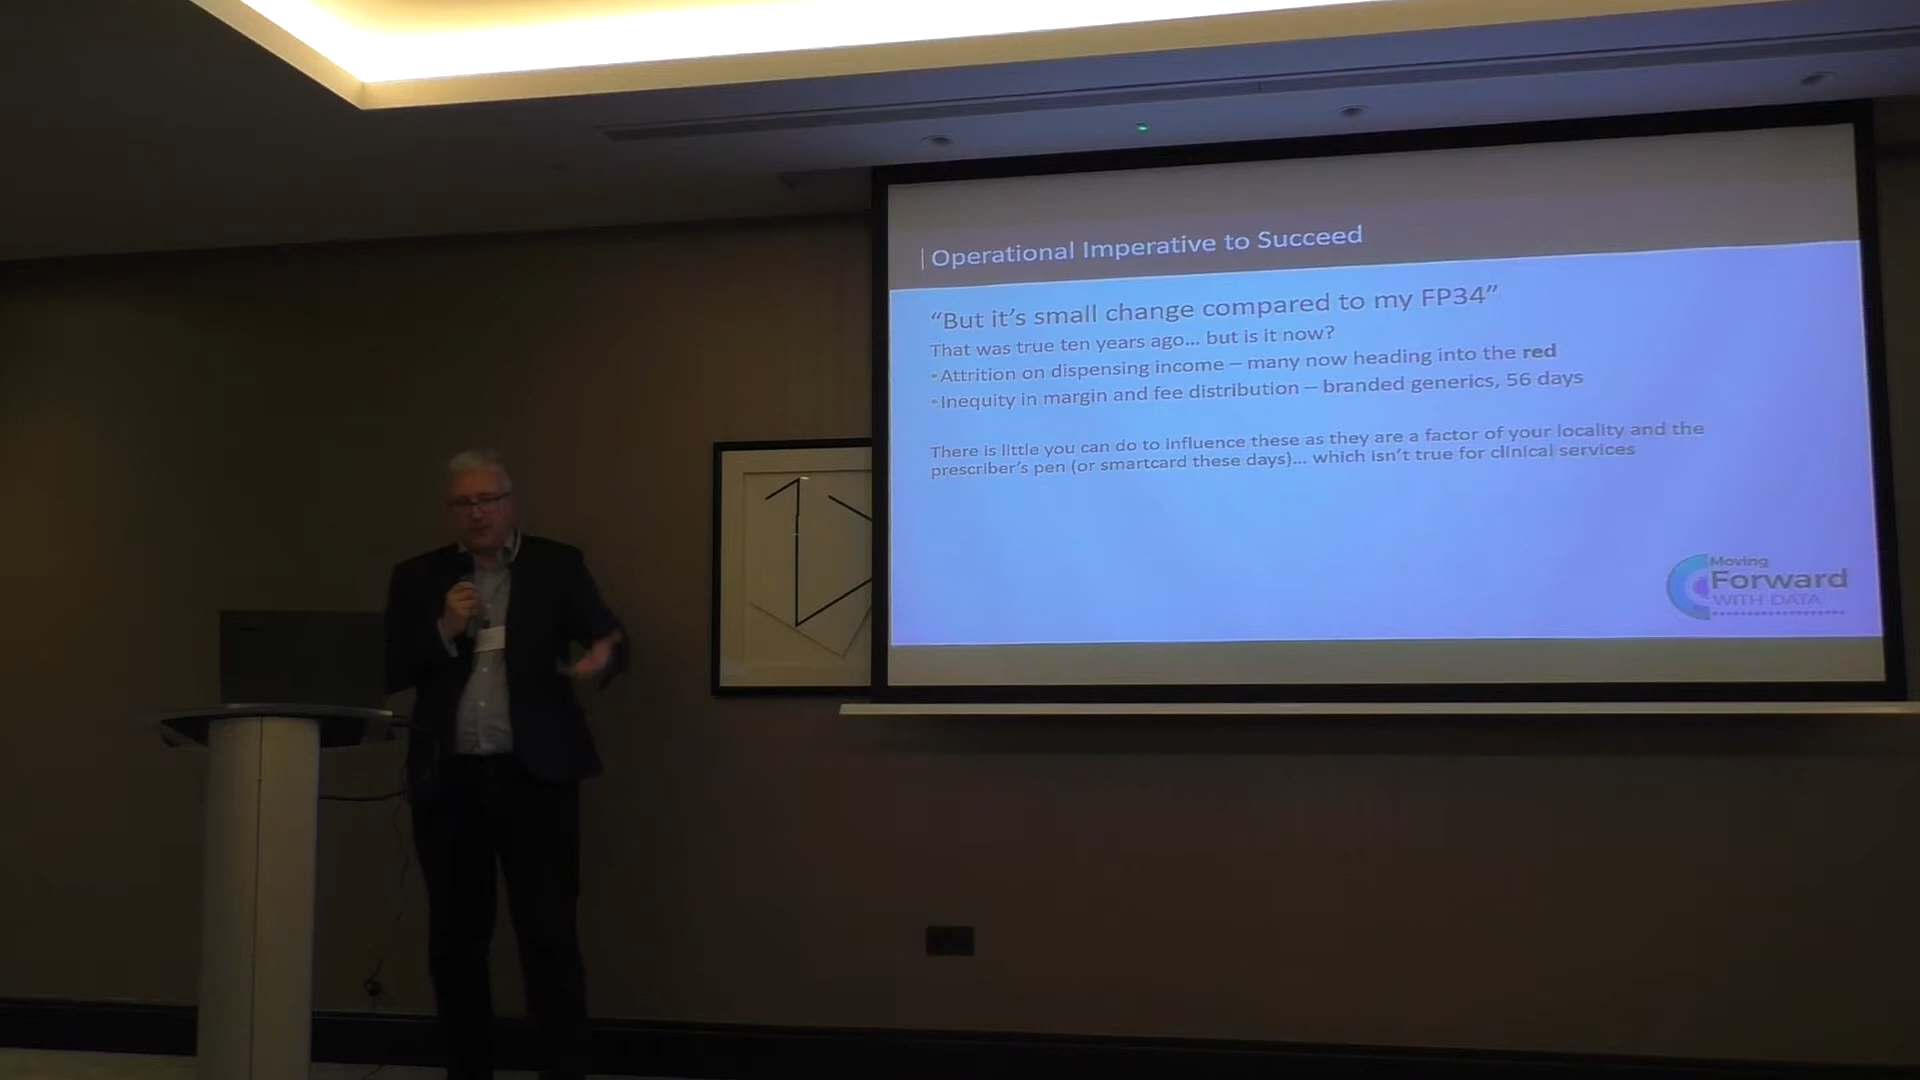 | Operational Imperative to Succeed
“But it’s small change compared to my FP34”
That was true ten years ago... but is it now?
•Attrition on dispensing income – many now heading into the red
•Inequity in margin and fee distribution – branded generics, 56 days
There is little you can do to influence these as they are a factor of your locality and the
prescriber’s pen (or smartcard these days)... which isn’t true for clinical services
Moving
Forward
WITH DATA